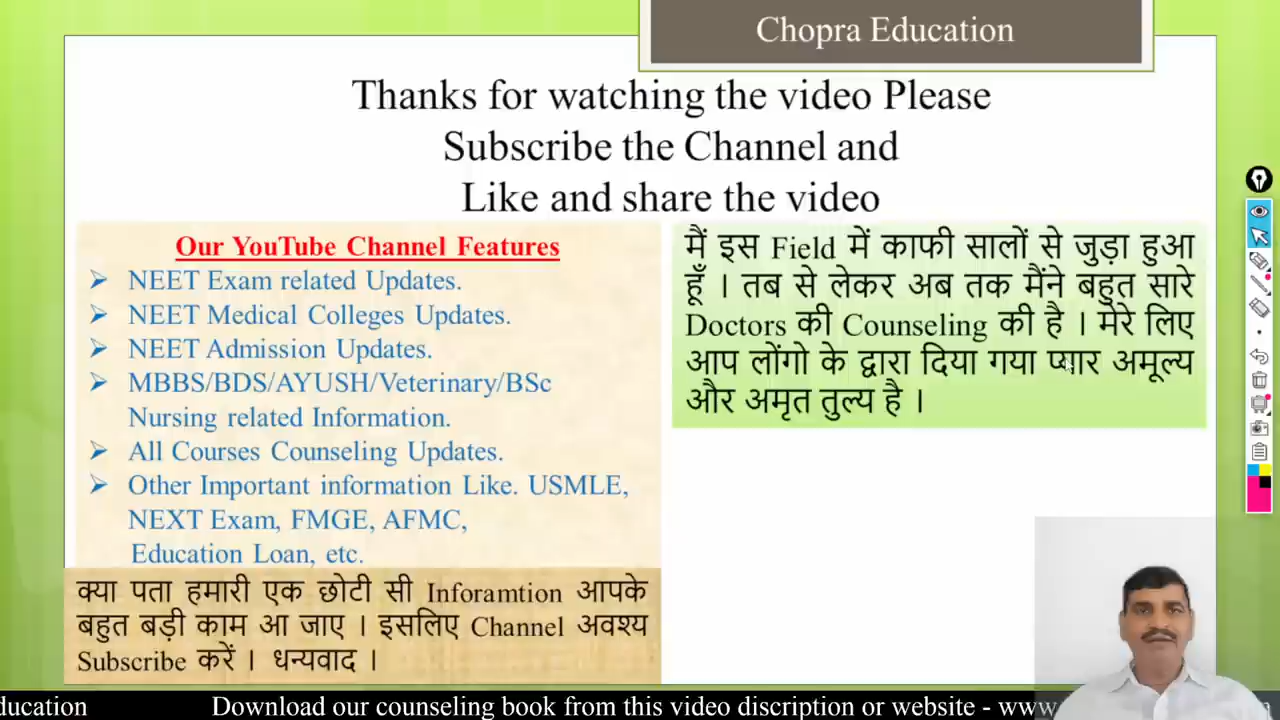 Chopra Education
Thanks for watching the video Please
Subscribe the Channel and
Like and share the video
Our YouTube Channel Features
NEET Exam related Updates.
NEET Medical Colleges Updates.
NEET Admission Updates.
MBBS/BDS/AYUSH/Veterinary/BSc
Nursing related Information.
All Courses Counseling Updates.
Other Important information Like. USMLE,
NEXT Exam, FMGE, AFMC,
Education Loan, etc.
क्या पता हमारी एक छोटी सी Inforamtion आपके
बहुत बड़ी काम आ जाए । इसलिए Channel अवश्य
Subscribe करें । धन्यवाद ।
मैं इस Field में काफी सालों से जुड़ा हुआ
हूँ । तब से लेकर अब तक मैंने बहुत सारे
Doctors की Counseling की है । मेरे लिए
आप लोंगो के द्वारा दिया गया प्यार अमूल्य
और अमृत तुल्य है ।
ducation Download our counseling book from this video discription or website - www